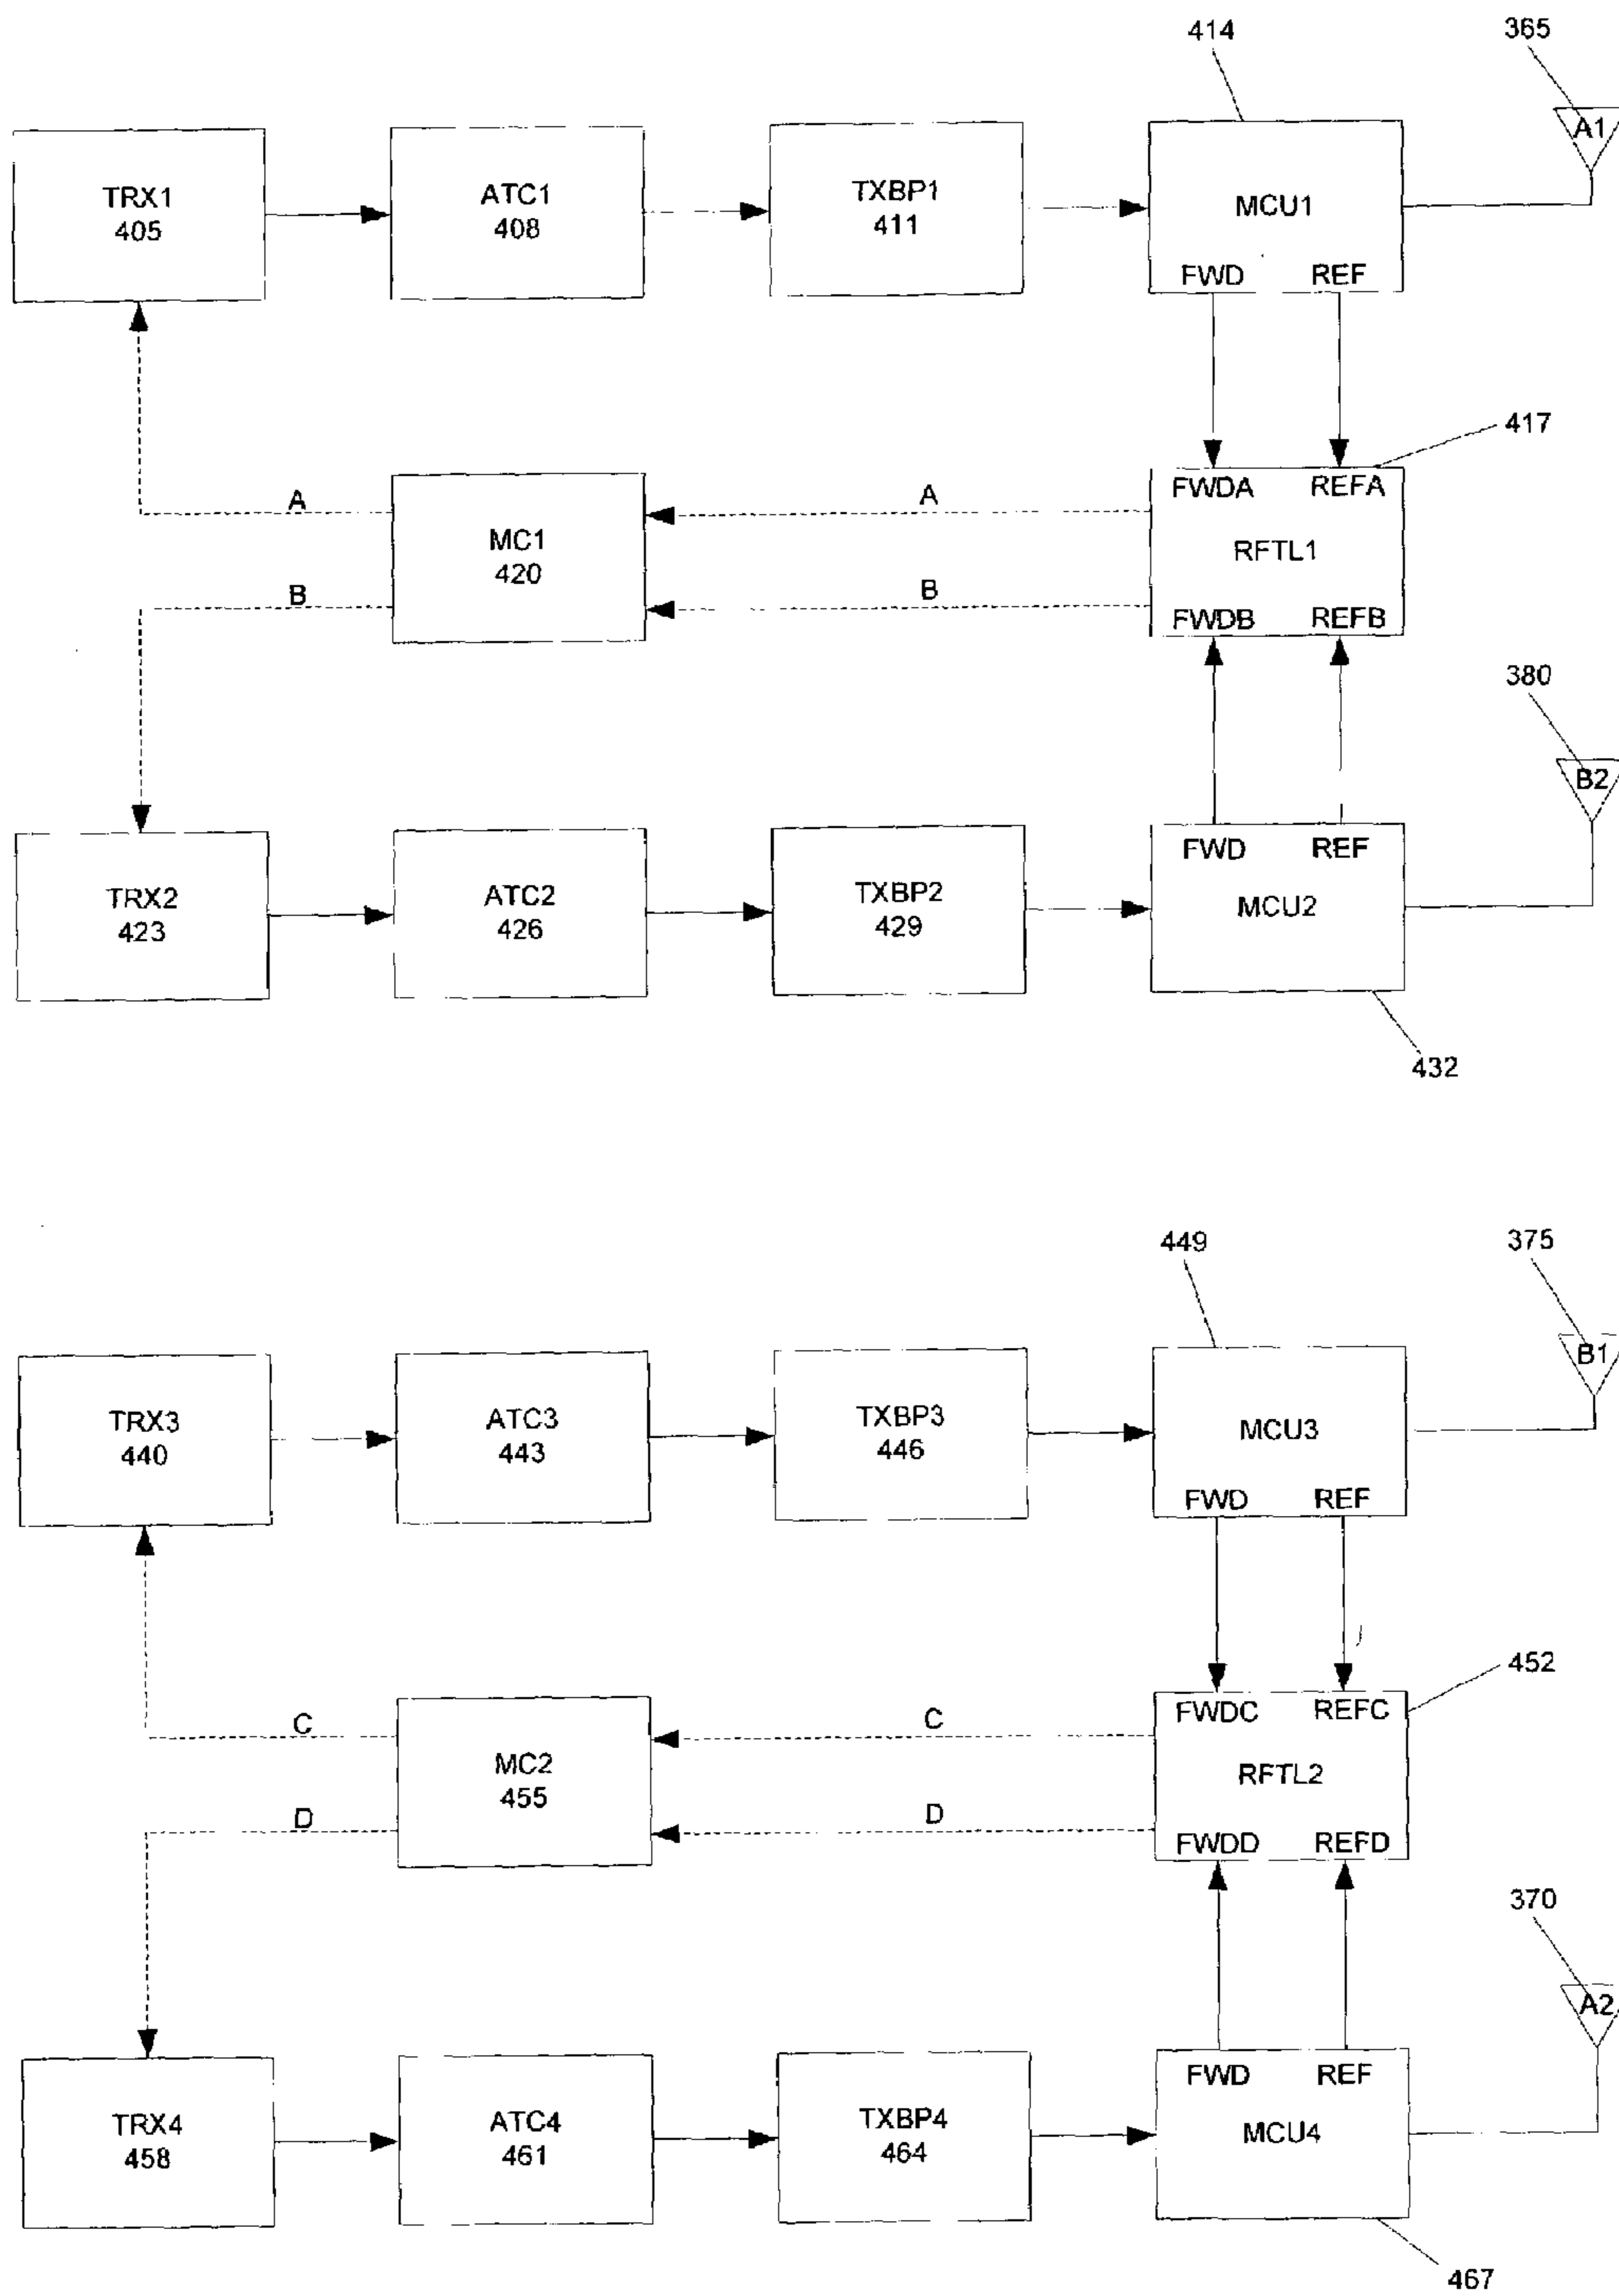 414
365
A1
TRX1
405
ATC1
408
TXBP1
411
MCU1
FWD REF
417
FWDA REFA
A
A
MC1
420
RFTL1
B
B
FWDB REFB
380
B2
FWD REF
TRX2
423
ATC2
426
TXBP2
429
MCU2
432
449
375
B1
TRX3
440
ATC3
443
TXBP3
446
MCU3
FWD REF
452
FWDC REFC
C
C
MC2
455
RFTL2
D
D
FWDD REFD
370
A2
FWD REF
TRX4
458
ATC4
461
TXBP4
464
MCU4
467